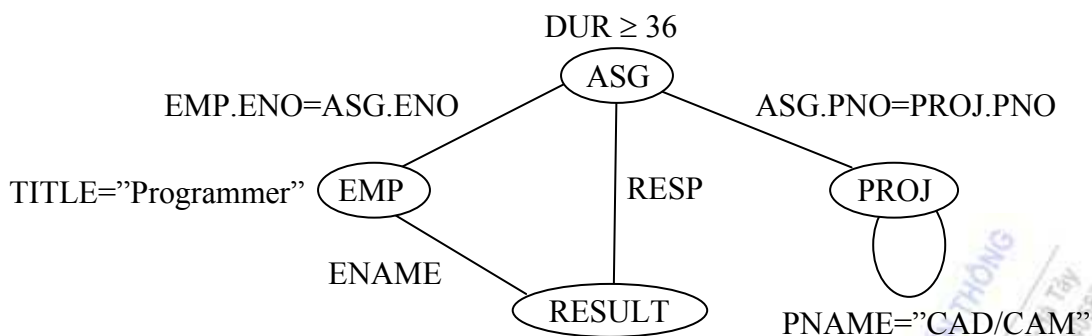 DUR ≥ 36
ASG
EMP.ENO=ASG.ENO
ASG.PNO=PROJ.PNO
TITLE=”Programmer”
EMP
RESP
PROJ
ENAME
RESULT
PNAME=”CAD/CAM”